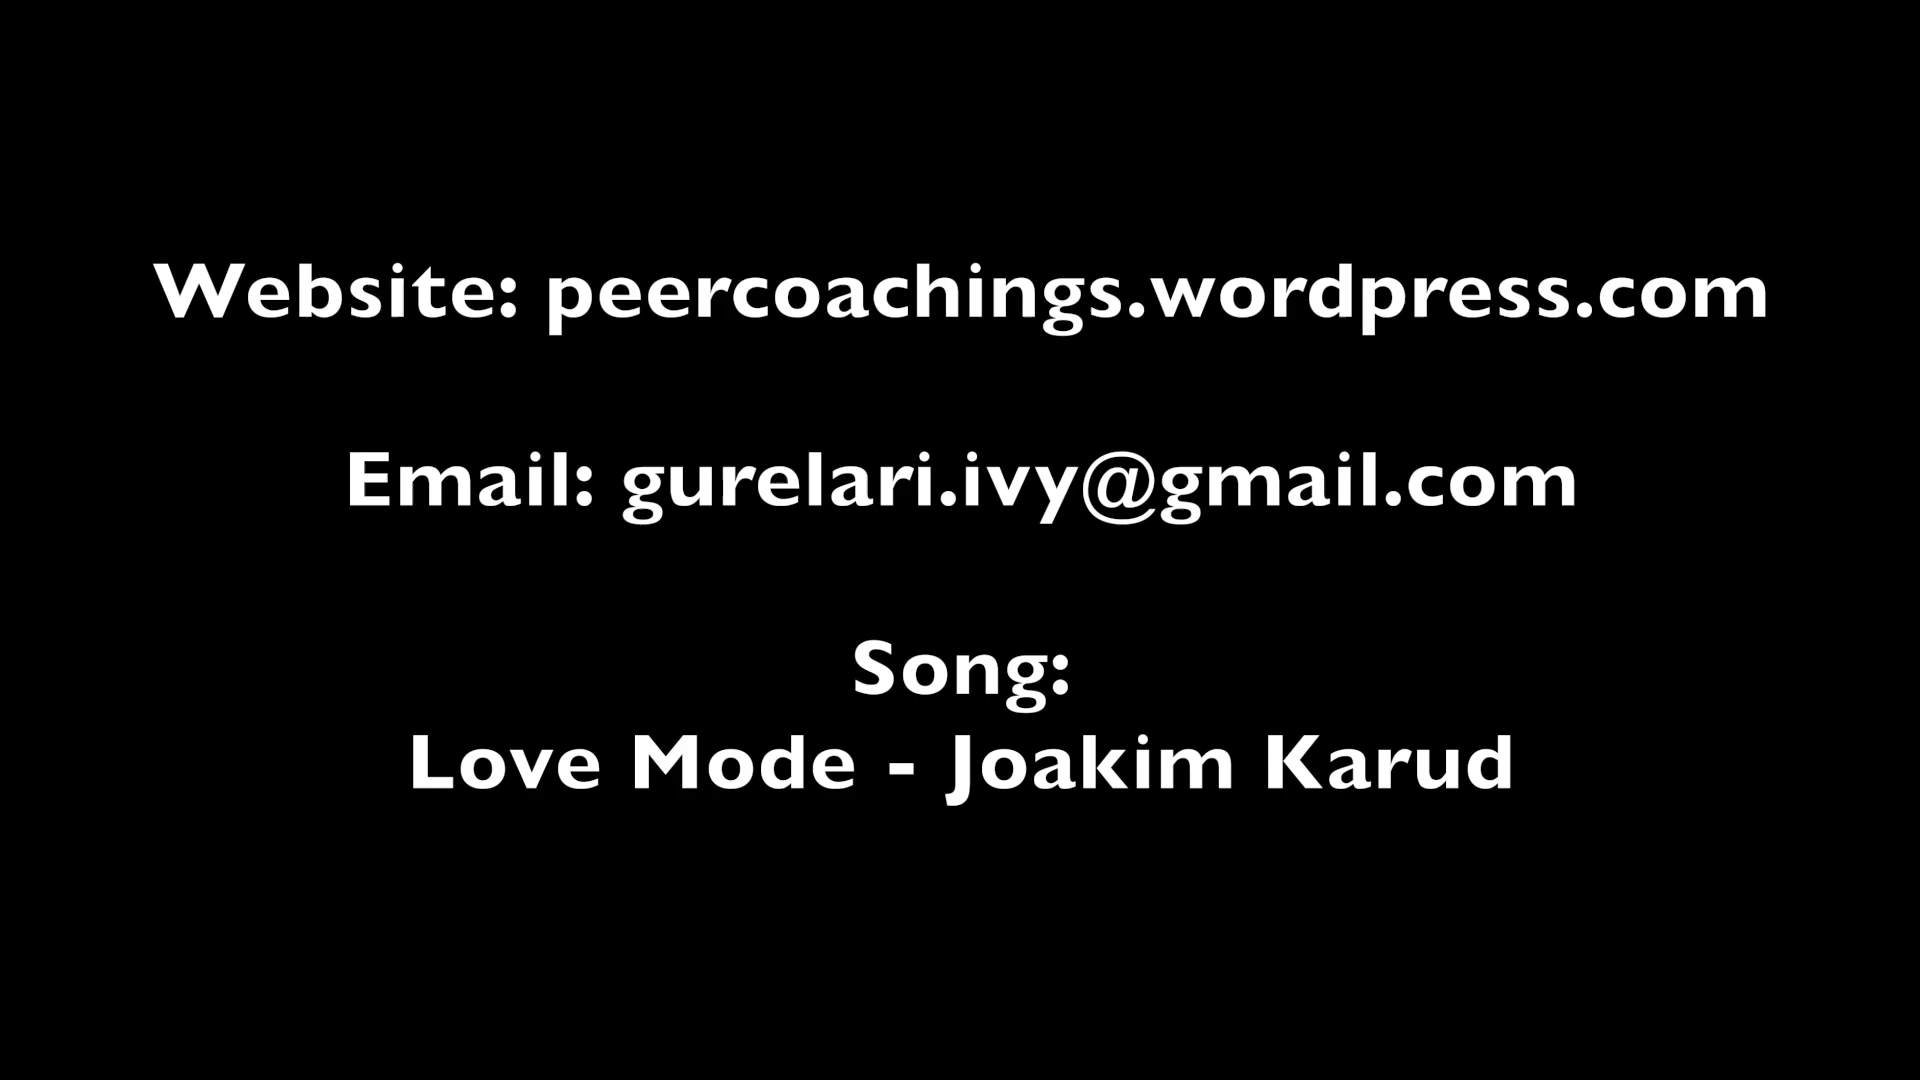 Website: peercoachings.wordpress.com
Email: gurelari.ivy@gmail.com
Song:
Love Mode - Joakim Karud